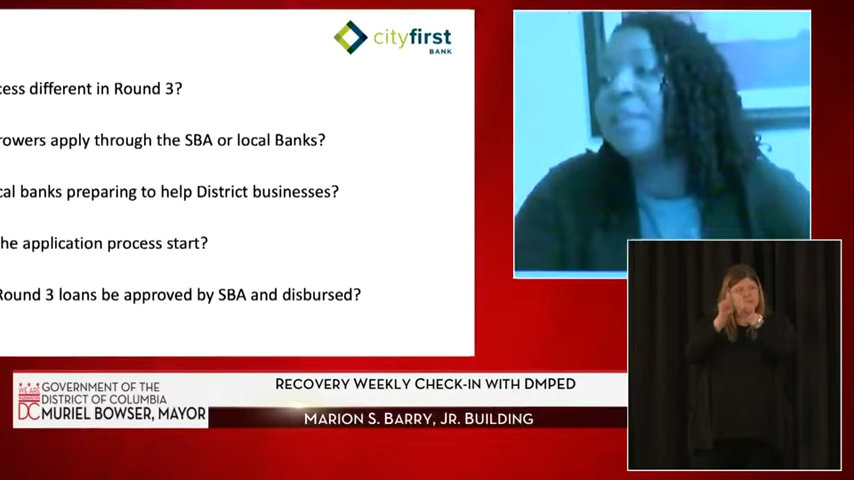 cityfirst
BANK
cess different in Round 3?
rowers apply through the SBA or local Banks?
cal banks preparing to help District businesses?
he application process start?
Round 3 loans be approved by SBA and disbursed?
WE ARE
DC
GOVERNMENT OF THE
DISTRICT OF COLUMBIA
MURIEL BOWSER, MAYOR
RECOVERY WEEKLY CHECK-IN WITH DMPED
MARION S. BARRY, JR. BUILDING